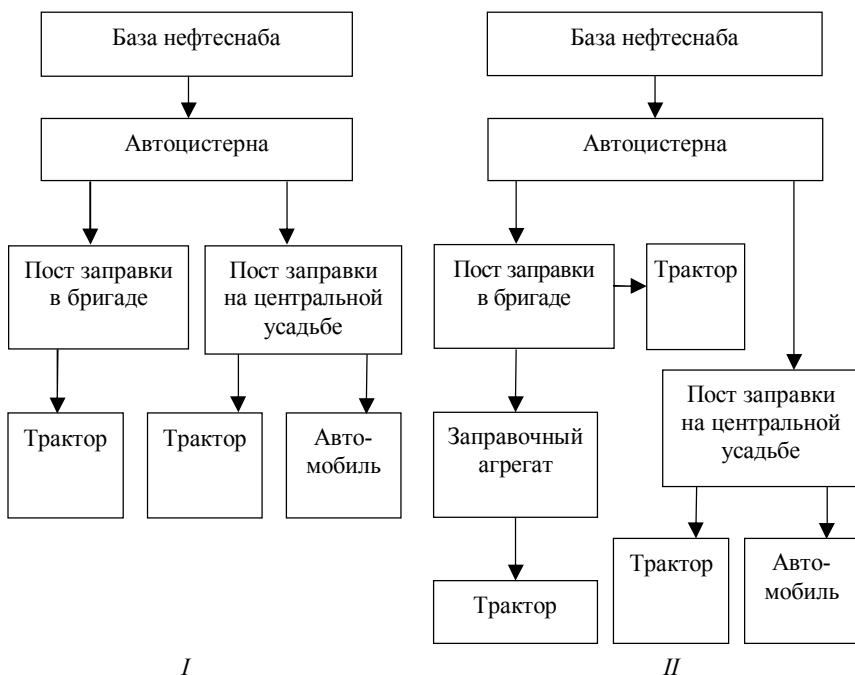 База нефтеснаба
Автоцистерна
Пост заправки
в бригаде
Пост заправки
на центральной
усадьбе
Трактор
Трактор
Авто-
мобиль
I
База нефтеснаба
Автоцистерна
Пост заправки
в бригаде
Трактор
Заправочный
агрегат
Пост заправки
на центральной
усадьбе
Трактор
Трактор
Авто-
мобиль
II